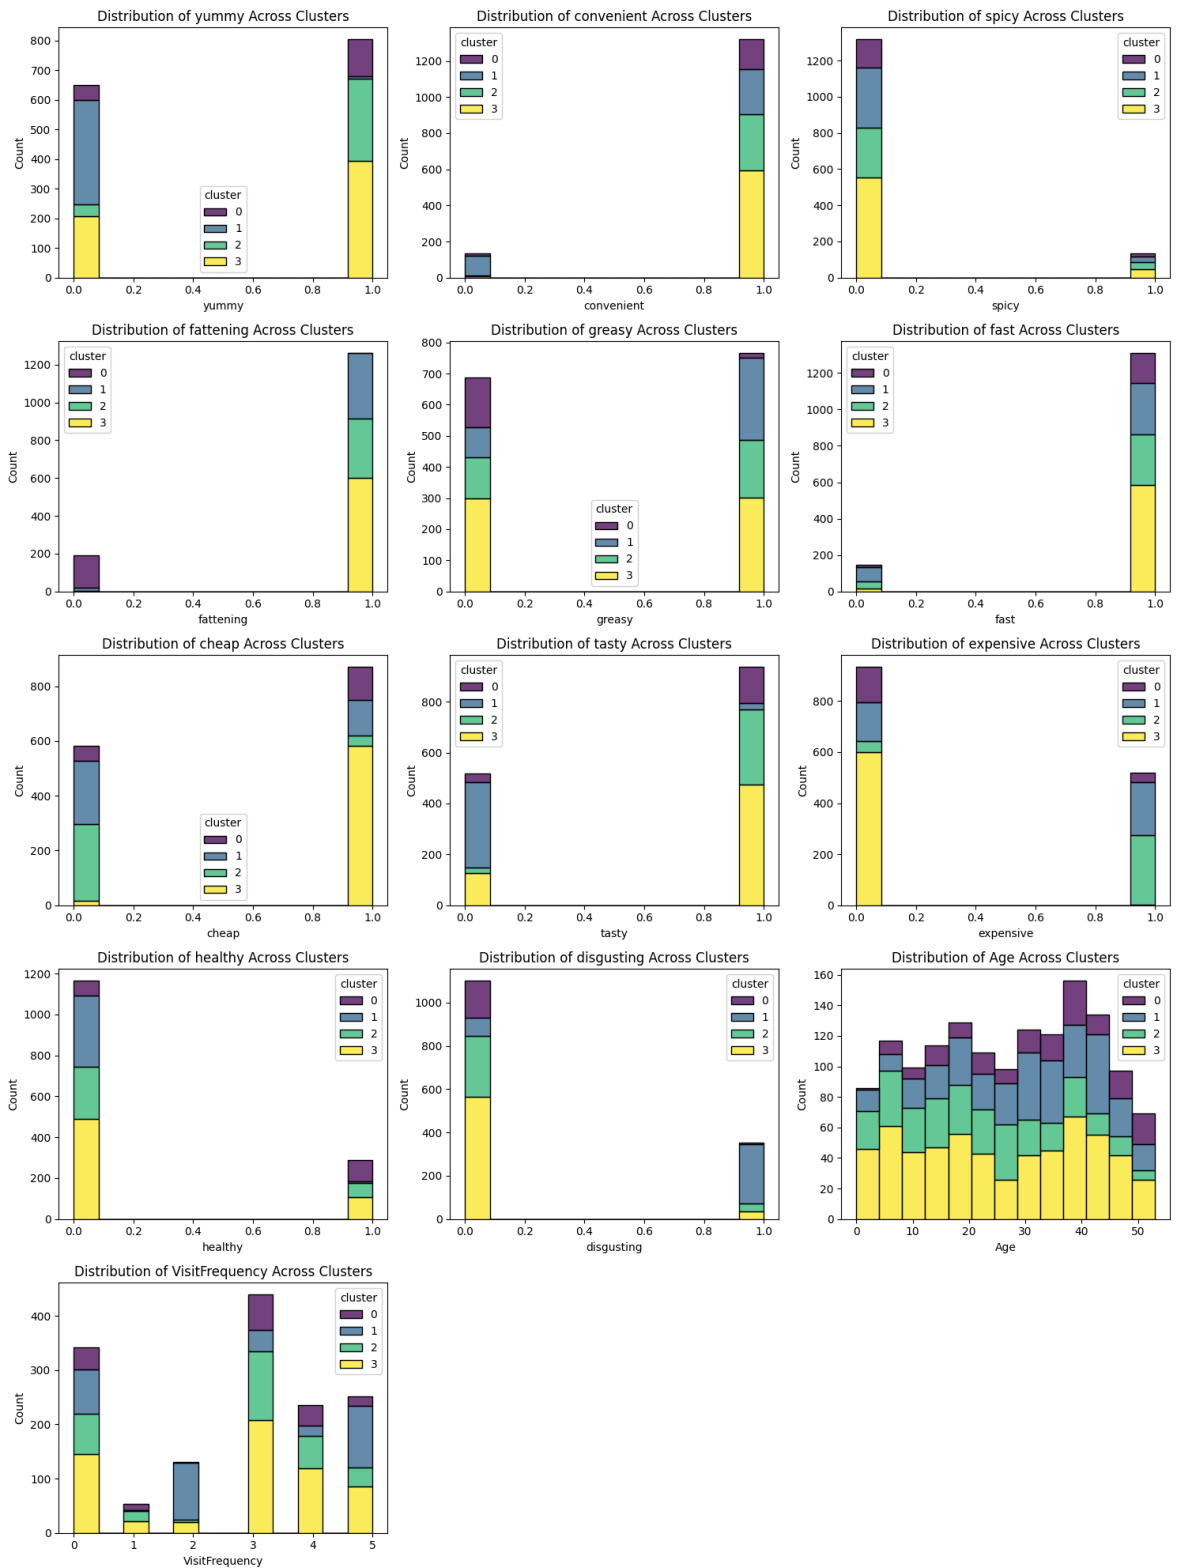 Distribution of yummy Across Clusters
Count
800
700
600
500
400
300
200
100
0
cluster
0
1
2
3
0.0 0.2 0.4 0.6 0.8 1.0
yummy
Distribution of convenient Across Clusters
Count
1200
1000
800
600
400
200
0
cluster
0
1
2
3
0.0 0.2 0.4 0.6 0.8 1.0
convenient
Distribution of spicy Across Clusters
Count
1200
1000
800
600
400
200
0
cluster
0
1
2
3
0.0 0.2 0.4 0.6 0.8 1.0
spicy
Distribution of fattening Across Clusters
Count
1200
1000
800
600
400
200
0
cluster
0
1
2
3
0.0 0.2 0.4 0.6 0.8 1.0
fattening
Distribution of greasy Across Clusters
Count
800
700
600
500
400
300
200
100
0
cluster
0
1
2
3
0.0 0.2 0.4 0.6 0.8 1.0
greasy
Distribution of fast Across Clusters
Count
1200
1000
800
600
400
200
0
cluster
0
1
2
3
0.0 0.2 0.4 0.6 0.8 1.0
fast
Distribution of cheap Across Clusters
Count
800
600
400
200
0
cluster
0
1
2
3
0.0 0.2 0.4 0.6 0.8 1.0
cheap
Distribution of tasty Across Clusters
Count
800
600
400
200
0
cluster
0
1
2
3
0.0 0.2 0.4 0.6 0.8 1.0
tasty
Distribution of expensive Across Clusters
Count
800
600
400
200
0
cluster
0
1
2
3
0.0 0.2 0.4 0.6 0.8 1.0
expensive
Distribution of healthy Across Clusters
Count
1200
1000
800
600
400
200
0
cluster
0
1
2
3
0.0 0.2 0.4 0.6 0.8 1.0
healthy
Distribution of disgusting Across Clusters
Count
1000
800
600
400
200
0
cluster
0
1
2
3
0.0 0.2 0.4 0.6 0.8 1.0
disgusting
Distribution of Age Across Clusters
Count
160
140
120
100
80
60
40
20
0
cluster
0
1
2
3
0 10 20 30 40 50
Age
Distribution of VisitFrequency Across Clusters
Count
400
300
200
100
0
cluster
0
1
2
3
0 1 2 3 4 5
VisitFrequency